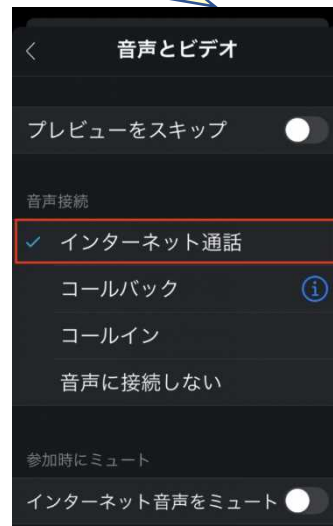 音声とビデオ
プレビューをスキップ
音声接続
インターネット通話
コールバック
コールイン
音声に接続しない
参加時にミュート
インターネット音声をミュート